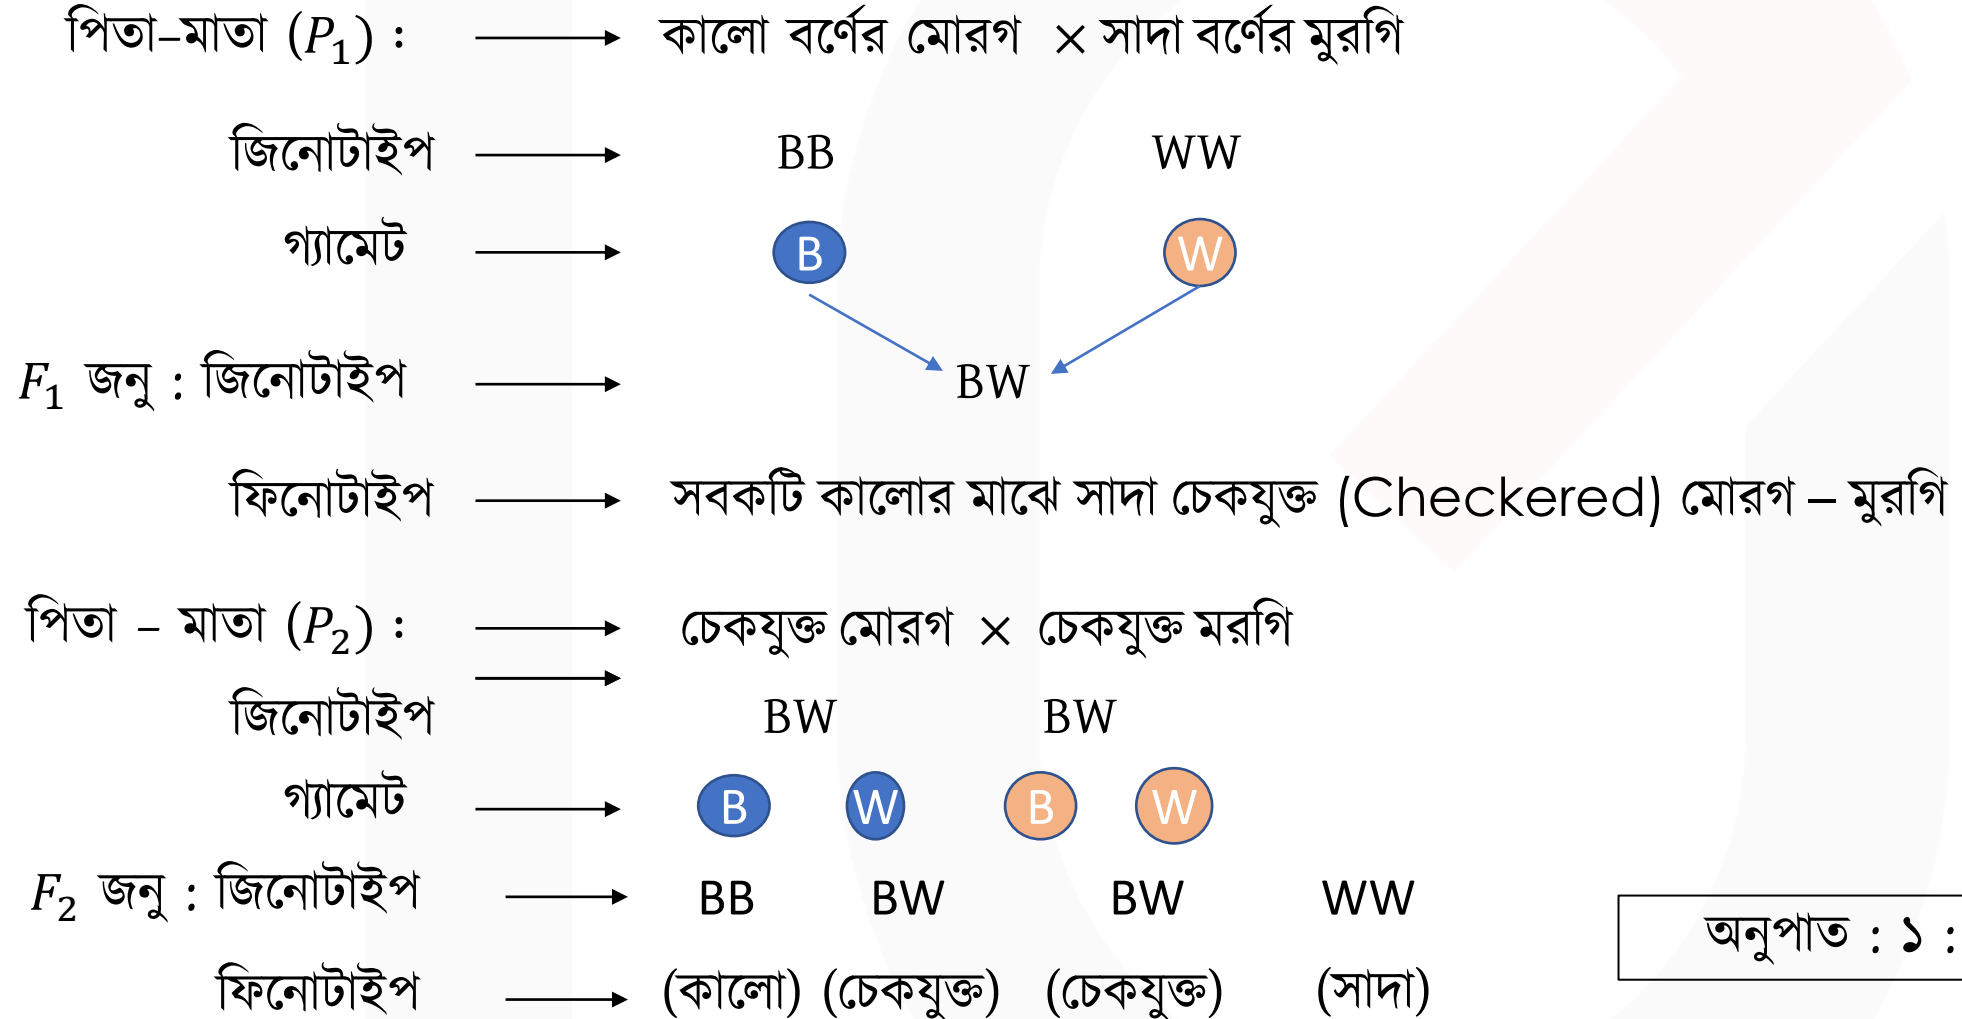 পিতা–মাতা (P₁) : কালো বর্ণের মোরগ × সাদা বর্ণের মুরগি
জিনোটাইপ BB WW
গ্যামেট B W
F₁ জনু : জিনোটাইপ BW
ফিনোটাইপ সবকটি কালোর মাঝে সাদা চেকযুক্ত (Checkered) মোরগ – মুরগি
পিতা – মাতা (P₂) : চেকযুক্ত মোরগ × চেকযুক্ত মরগি
জিনোটাইপ BW BW
গ্যামেট B W B W
F₂ জনু : জিনোটাইপ BB BW BW WW
অনুপাত : ১ :
ফিনোটাইপ (কালো) (চেকযুক্ত) (চেকযুক্ত) (সাদা)